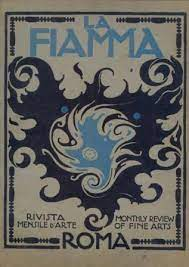 LA
FIAMMA
RIVISTA
MENSILE D'ARTE
MONTHLY REVIEW
OF FINE ARTS
ROMA